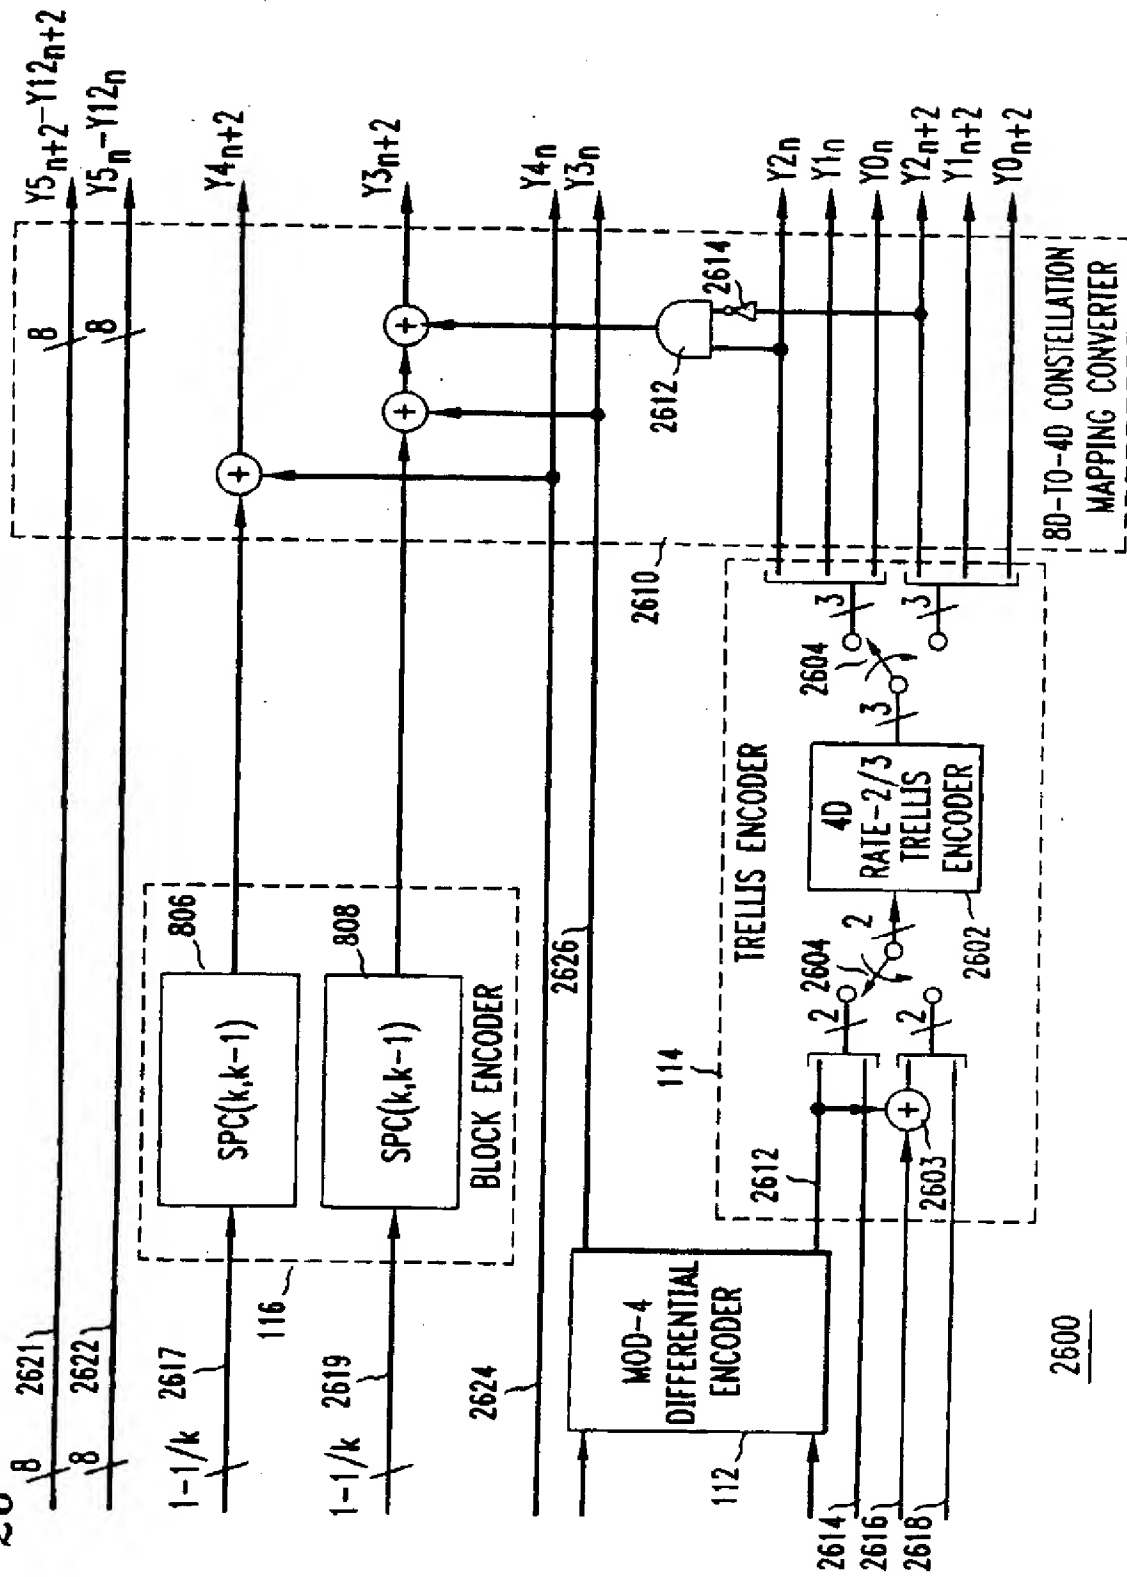 26
8 2621
8 2622
1-1/k 2617
1-1/k 2619
2624
116
806
SPC(k,k-1)
808
SPC(k,k-1)
BLOCK ENCODER
112
MOD-4
DIFFERENTIAL
ENCODER
2614
2616
2618
2612
2626
114
TRELLIS ENCODER
2603
2
2
2604
2
2602
4D
RATE-2/3
TRELLIS
ENCODER
3
2604
3
3
2610
8D-TO-4D CONSTELLATION
MAPPING CONVERTER
8
8
2612
2614
Y5n+2-Y12n+2
Y5n-Y12n
Y4n+2
Y3n+2
Y4n
Y3n
Y2n
Y1n
Y0n
Y2n+2
Y1n+2
Y0n+2
2600